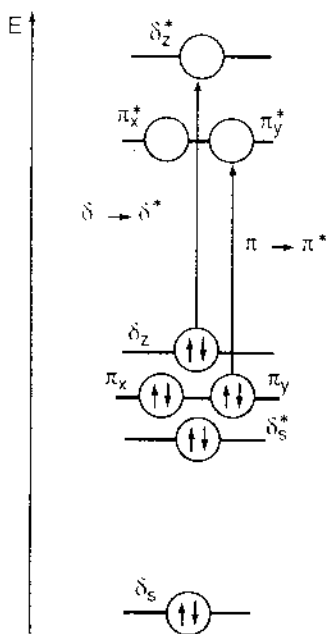 E
δz*
πx* πy*
δ → δ*
π → π*
δz
πx πy
δs*
δs